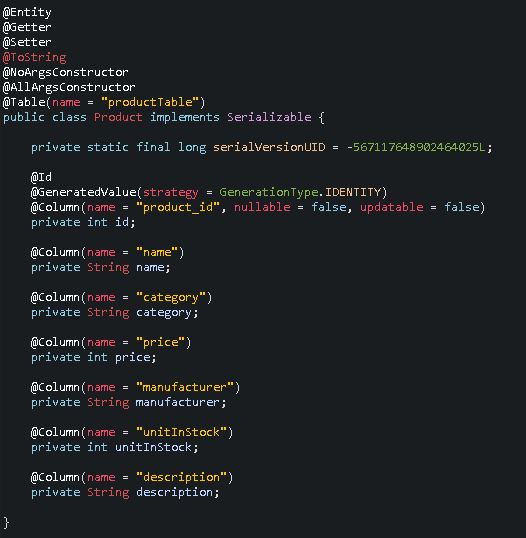 @Entity
@Getter
@Setter
@ToString
@NoArgsConstructor
@AllArgsConstructor
@Table(name = "productTable")
public class Product implements Serializable {
private static final long serialVersionUID = -567117648902464025L;
@Id
@GeneratedValue(strategy = GenerationType.IDENTITY)
@Column(name = "product_id", nullable = false, updatable = false)
private int id;
@Column(name = "name")
private String name;
@Column(name = "category")
private String category;
@Column(name = "price")
private int price;
@Column(name = "manufacturer")
private String manufacturer;
@Column(name = "unitInStock")
private int unitInStock;
@Column(name = "description")
private String description;
}